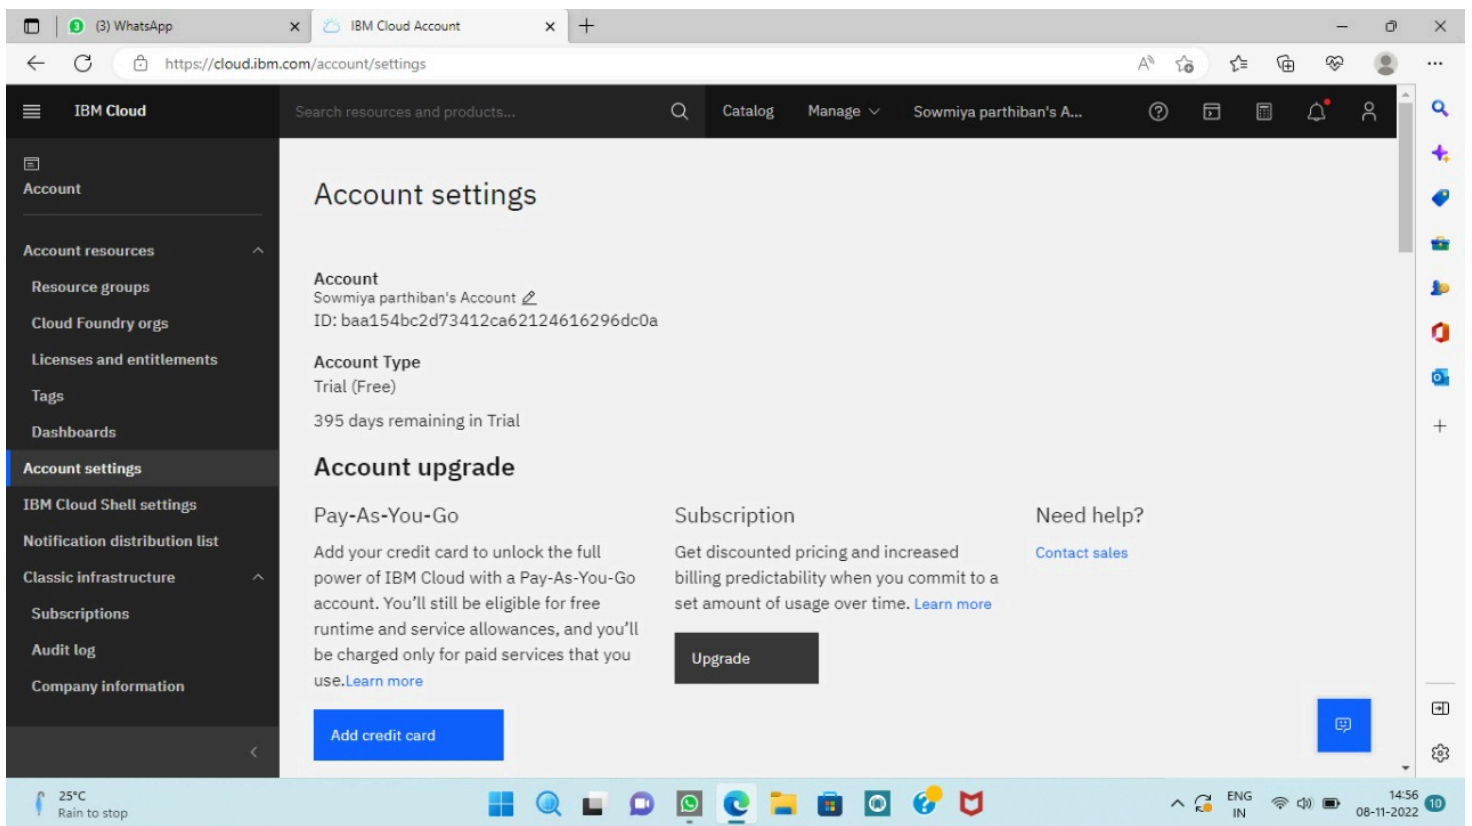 (3) WhatsApp
IBM Cloud Account
https://cloud.ibm.com/account/settings
IBM Cloud
Search resources and products...
Catalog
Manage
Sowmiya parthiban's A...
Account
Account resources
Resource groups
Cloud Foundry orgs
Licenses and entitlements
Tags
Dashboards
Account settings
IBM Cloud Shell settings
Notification distribution list
Classic infrastructure
Subscriptions
Audit log
Company information
Account settings
Account
Sowmiya parthiban's Account
ID: baa154bc2d73412ca62124616296dc0a
Account Type
Trial (Free)
395 days remaining in Trial
Account upgrade
Pay-As-You-Go
Add your credit card to unlock the full
power of IBM Cloud with a Pay-As-You-Go
account. You’ll still be eligible for free
runtime and service allowances, and you’ll
be charged only for paid services that you
use.Learn more
Add credit card
Subscription
Get discounted pricing and increased
billing predictability when you commit to a
set amount of usage over time. Learn more
Upgrade
Need help?
Contact sales
25°C
Rain to stop
ENG
IN
14:56
08-11-2022
10